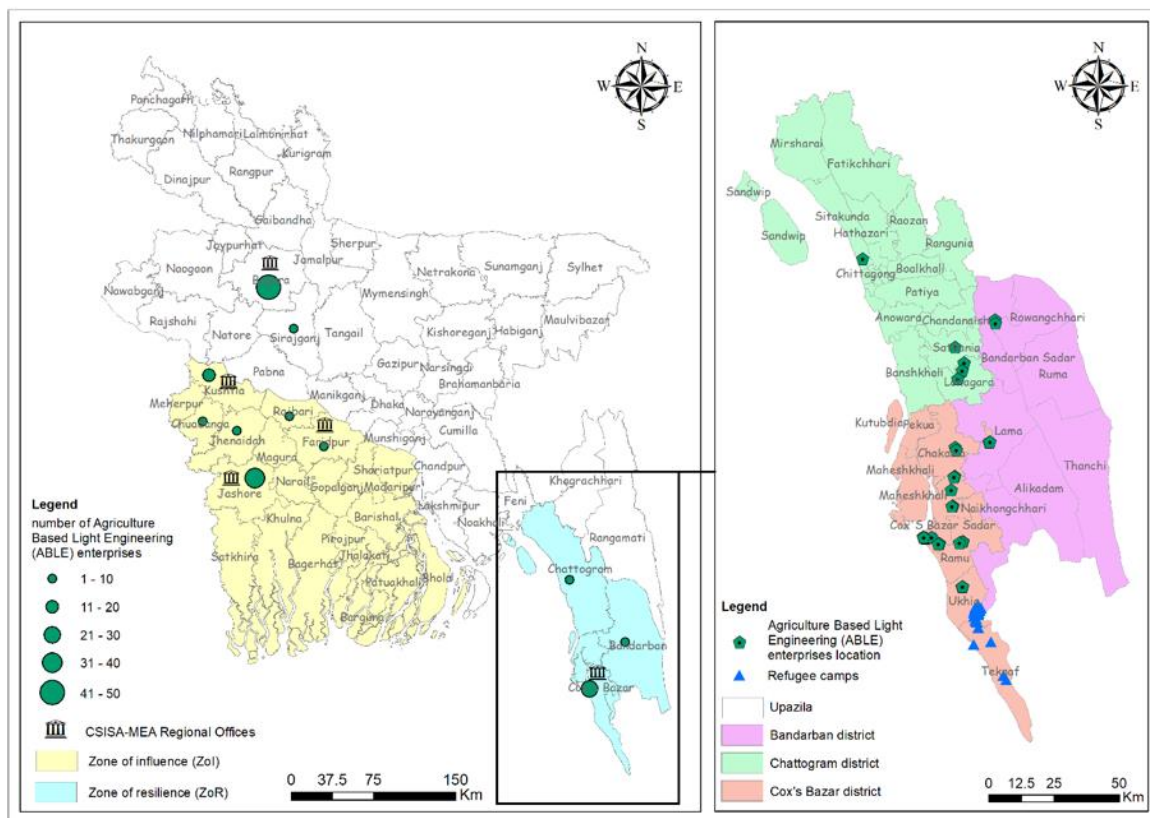 N
W E
S
Panchagarh
Thakurgaon
Nilphamari
Lalmonirhat
Kurigram
Rangpur
Dinajpur
Gaibandha
Joypurhat
Sherpur
Jamalpur
Naogaon
Netrakona
Sunamganj
Sylhet
Nawabganj
Mymensingh
Rajshahi
Natore
Sirajganj
Tangail
Kishoreganj
Habiganj
Maulvibazar
Gazipur
Narsingdi
Pabna
Brahamanbaria
Kushtia
Manikganj
Dhaka
Narayanganj
Meherpur
Rajbari
Chuadanga
Jhenaidah
Faridpur
Munshiganj
Cumilla
Magura
Shariatpur
Chandpur
Jashore
Narail
Gopalganj
Madaripur
Khagrachhari
Feni
Lakshmipur
Noakhali
Khulna
Barishal
Rangamati
Satkhira
Pirojpur
Bagerhat
Jhalakati
Patuakhali
Bhola
Barguna
Chattogram
Bandarban
Bazar
Legend
number of Agriculture
Based Light Engineering
(ABLE) enterprises
1 - 10
11 - 20
21 - 30
31 - 40
41 - 50
CSISA-MEA Regional Offices
Zone of influence (ZoI)
Zone of resilience (ZoR)
0 37.5 75 150
Km
N
W E
S
Mirsharai
Fatikchhari
Sandwip
Sandwip
Sitakunda
Raozan
Hathazari
Rangunia
Chittagong
Boalkhali
Patiya
Anowara
Chandanaish
Rowangchhari
Satkania
Bandarban Sadar
Banshkhali
Ruma
Lohagara
Kutubdia
Pekua
Lama
Chakaria
Thanchi
Maheshkhali
Alikadam
Maheshkhali
Naikhongchhari
Cox'S Bazar Sadar
Ramu
Ukhia
Teknaf
Legend
Agriculture Based Light
Engineering (ABLE)
enterprises location
Refugee camps
Upazila
Bandarban district
Chattogram district
Cox's Bazar district
0 12.5 25 50
Km